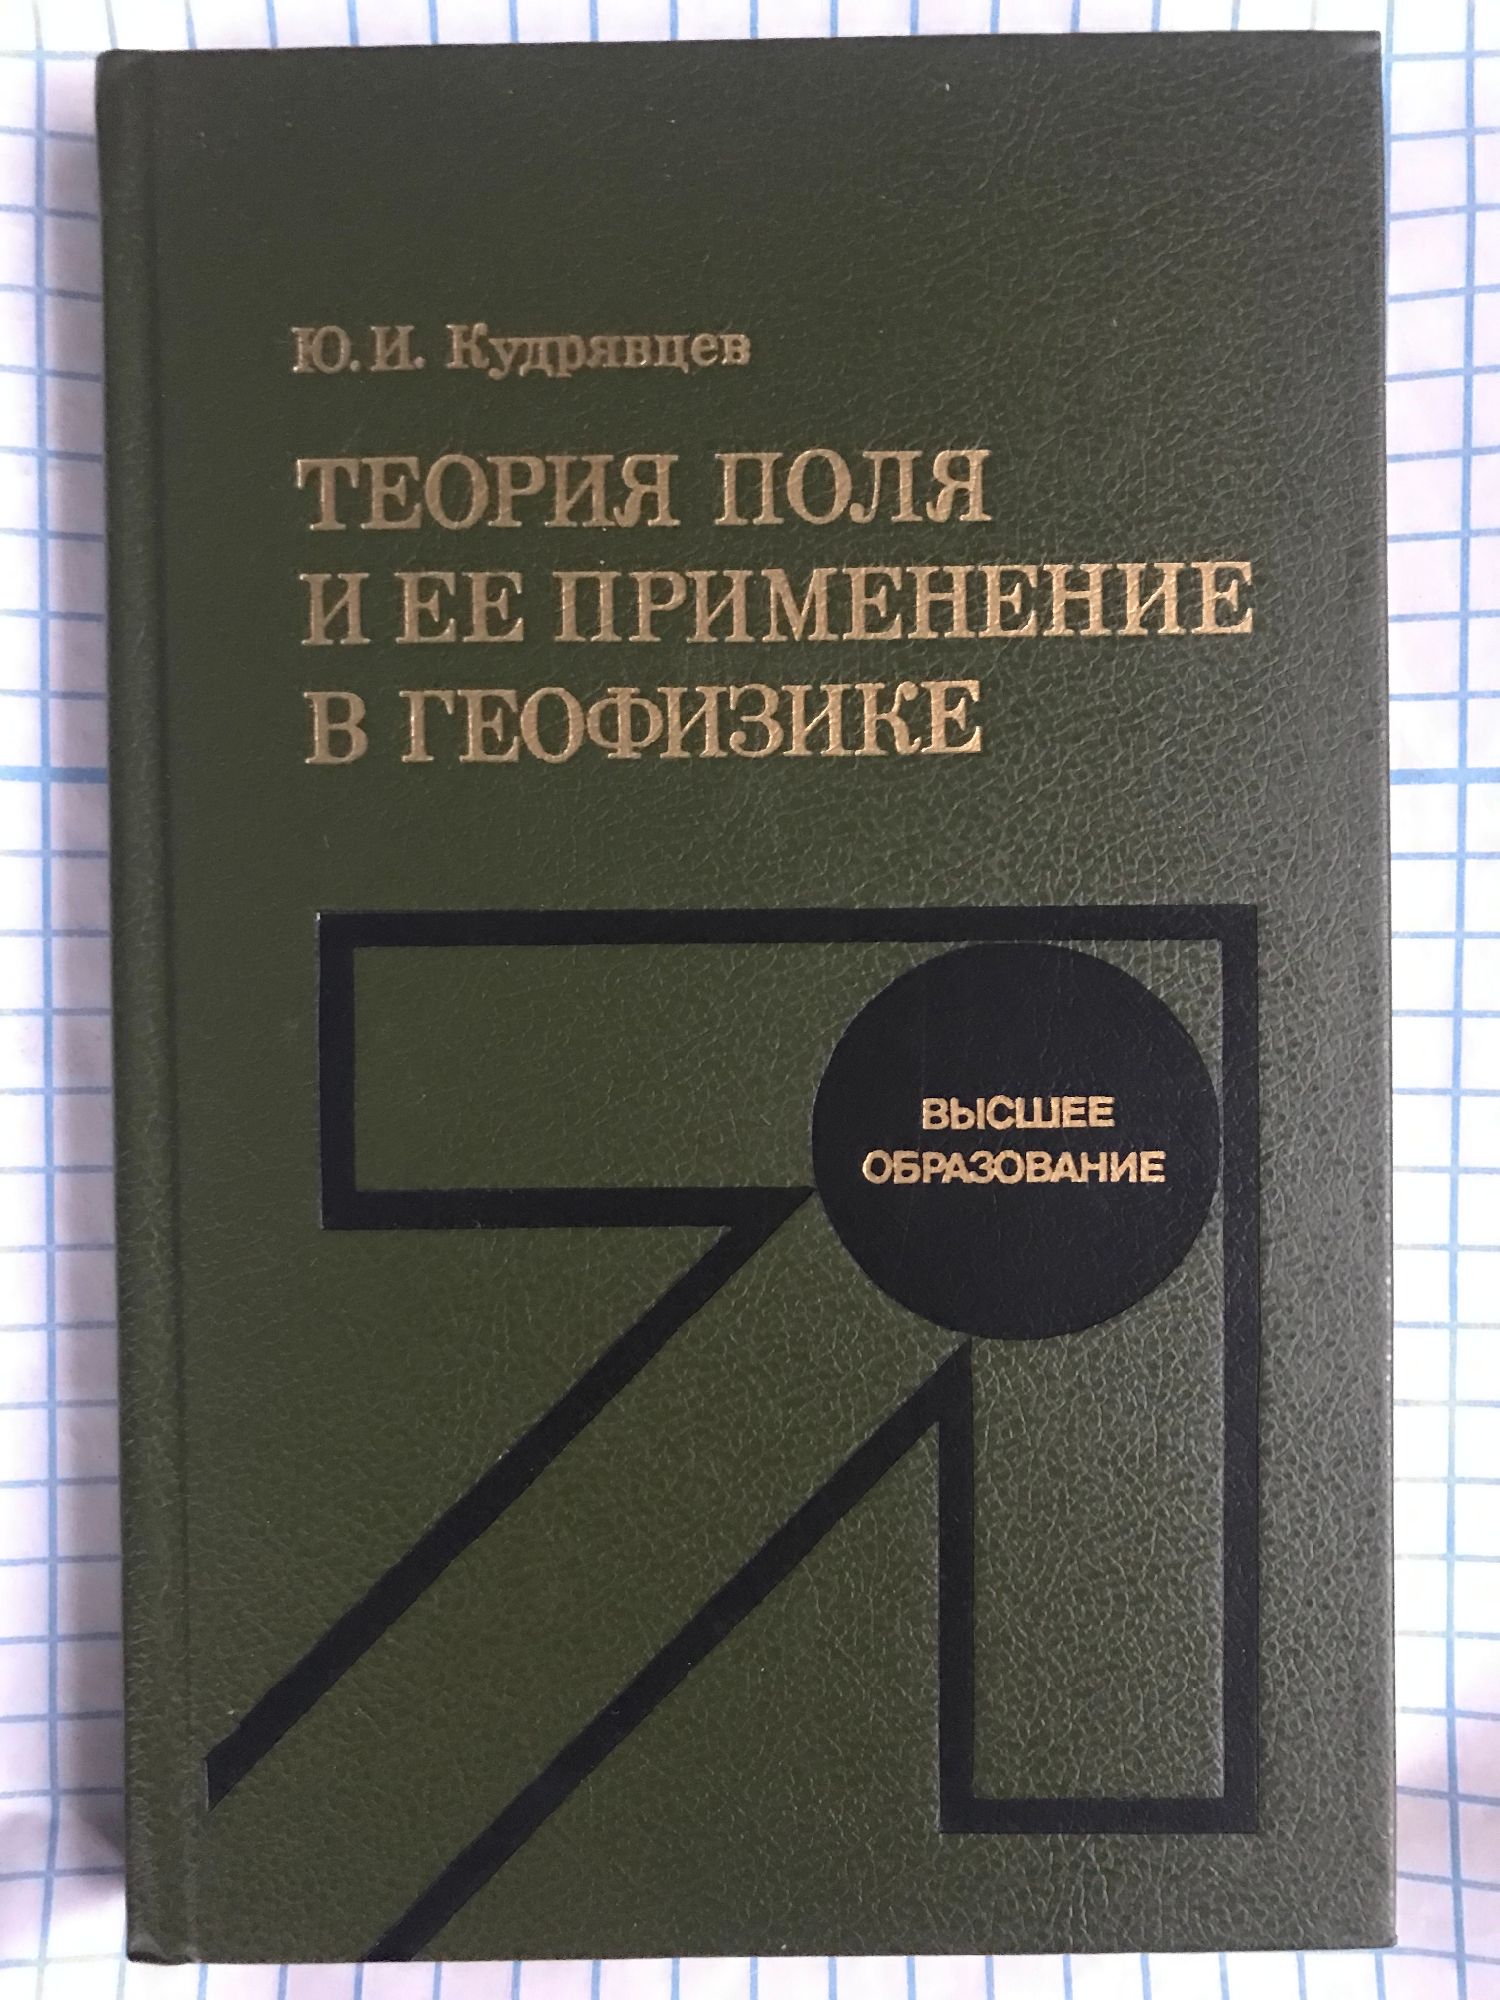 Ю. И. Кудрявцев
ТЕОРИЯ ПОЛЯ
И ЕЕ ПРИМЕНЕНИЕ
В ГЕОФИЗИКЕ
ВЫСШЕЕ
ОБРАЗОВАНИЕ